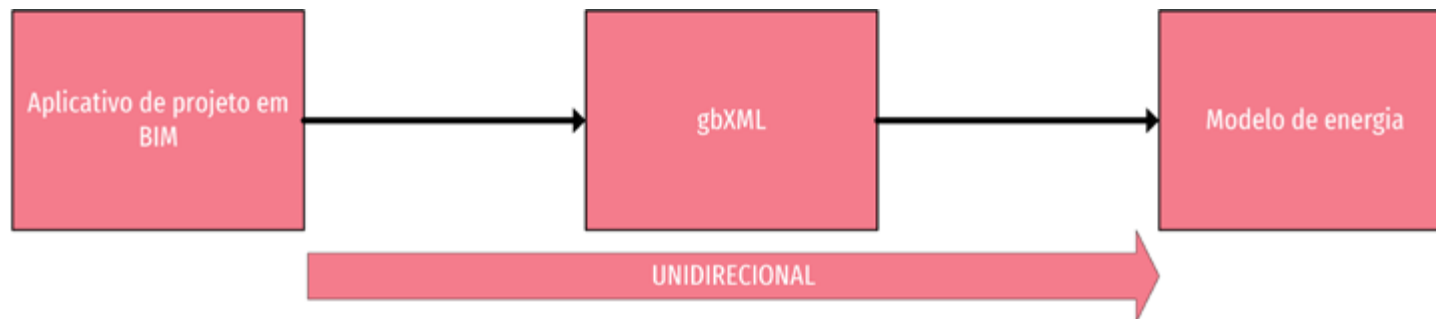 Aplicativo de projeto em
BIM
gbXML
Modelo de energia
UNIDIRECIONAL